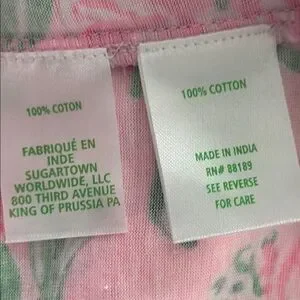 100% COTON
FABRIQUÉ EN
INDE
SUGARTOWN
WORLDWIDE, LLC
800 THIRD AVENUE
KING OF PRUSSIA PA
100% COTTON
MADE IN INDIA
RN# 88189
SEE REVERSE
FOR CARE